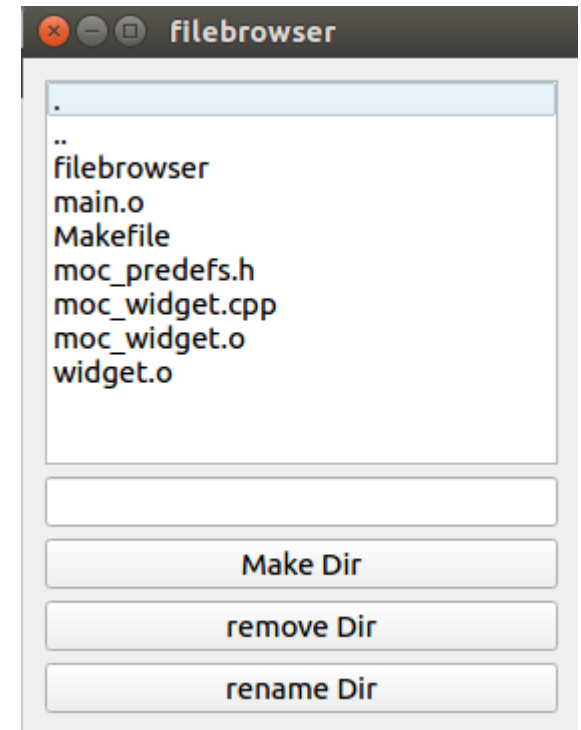 filebrowser
.
..
filebrowser
main.o
Makefile
moc_predefs.h
moc_widget.cpp
moc_widget.o
widget.o
Make Dir
remove Dir
rename Dir